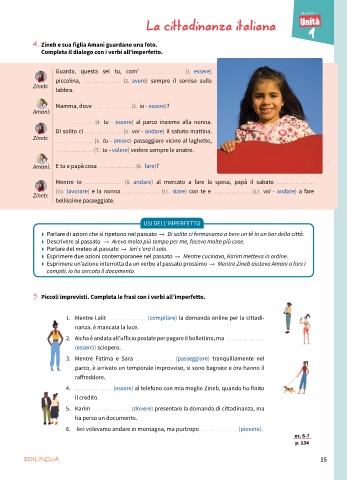 Modulo 1
Unità
1
La cittadinanza italiana
4. Zineb e sua figlia Amani guardano una foto.
Completa il dialogo con i verbi all'imperfetto.
Guarda, questa sei tu, com' ........ (1. essere)
piccolina, ........ (2. avere) sempre il sorriso sulle
labbra.
Zineb:
Mamma, dove ........ (3. io - essere)?
Amani:
........ (4. tu - essere) al parco insieme alla nonna.
Di solito ci ........ (5. voi - andare) il sabato mattina.
........ (6. tu - amare) passeggiare vicino al laghetto,
........ (7. tu - volere) vedere sempre le anatre.
Zineb:
E tu e papà cosa ........ (8. fare)?
Amani:
Mentre io ........ (9. andare) al mercato a fare la spesa, papà il sabato ........
(10. lavorare) e la nonna ........ (11. stare) con te e ........ (12. voi - andare) a fare
bellissime passeggiate.
Zineb:
USI DELL'IMPERFETTO
Parlare di azioni che si ripetono nel passato → Di solito ci fermavamo a bere un tè in un bar della città.
Descrivere al passato → Avevo molto più tempo per me, facevo molte più cose.
Parlare del meteo al passato → Ieri c'era il sole.
Esprimere due azioni contemporanee nel passato → Mentre cucinavo, Karim metteva in ordine.
Esprimere un'azione interrotta da un verbo al passato prossimo → Mentre Zineb aiutava Amani a fare i
compiti, io ho cercato il documento.
5. Piccoli imprevisti. Completa le frasi con i verbi all'imperfetto.
1. Mentre Lalit ........ (compilare) la domanda online per la cittadi-
nanza, è mancata la luce.
2. Aicha è andata all'ufficio postale per pagare il bollettino, ma ........
(esserci) sciopero.
3. Mentre Fatima e Sara ........ (passeggiare) tranquillamente nel
parco, è arrivato un temporale improvviso, si sono bagnate e ora hanno il
raffreddore.
4. ........ (essere) al telefono con mia moglie Zineb, quando ho finito
il credito.
5. Karim ........ (dovere) presentare la domanda di cittadinanza, ma
ha perso un documento.
6. Ieri volevamo andare in montagna, ma purtroppo ........ (piovere).
es. 6-7
p. 134
EDILINGUA
15